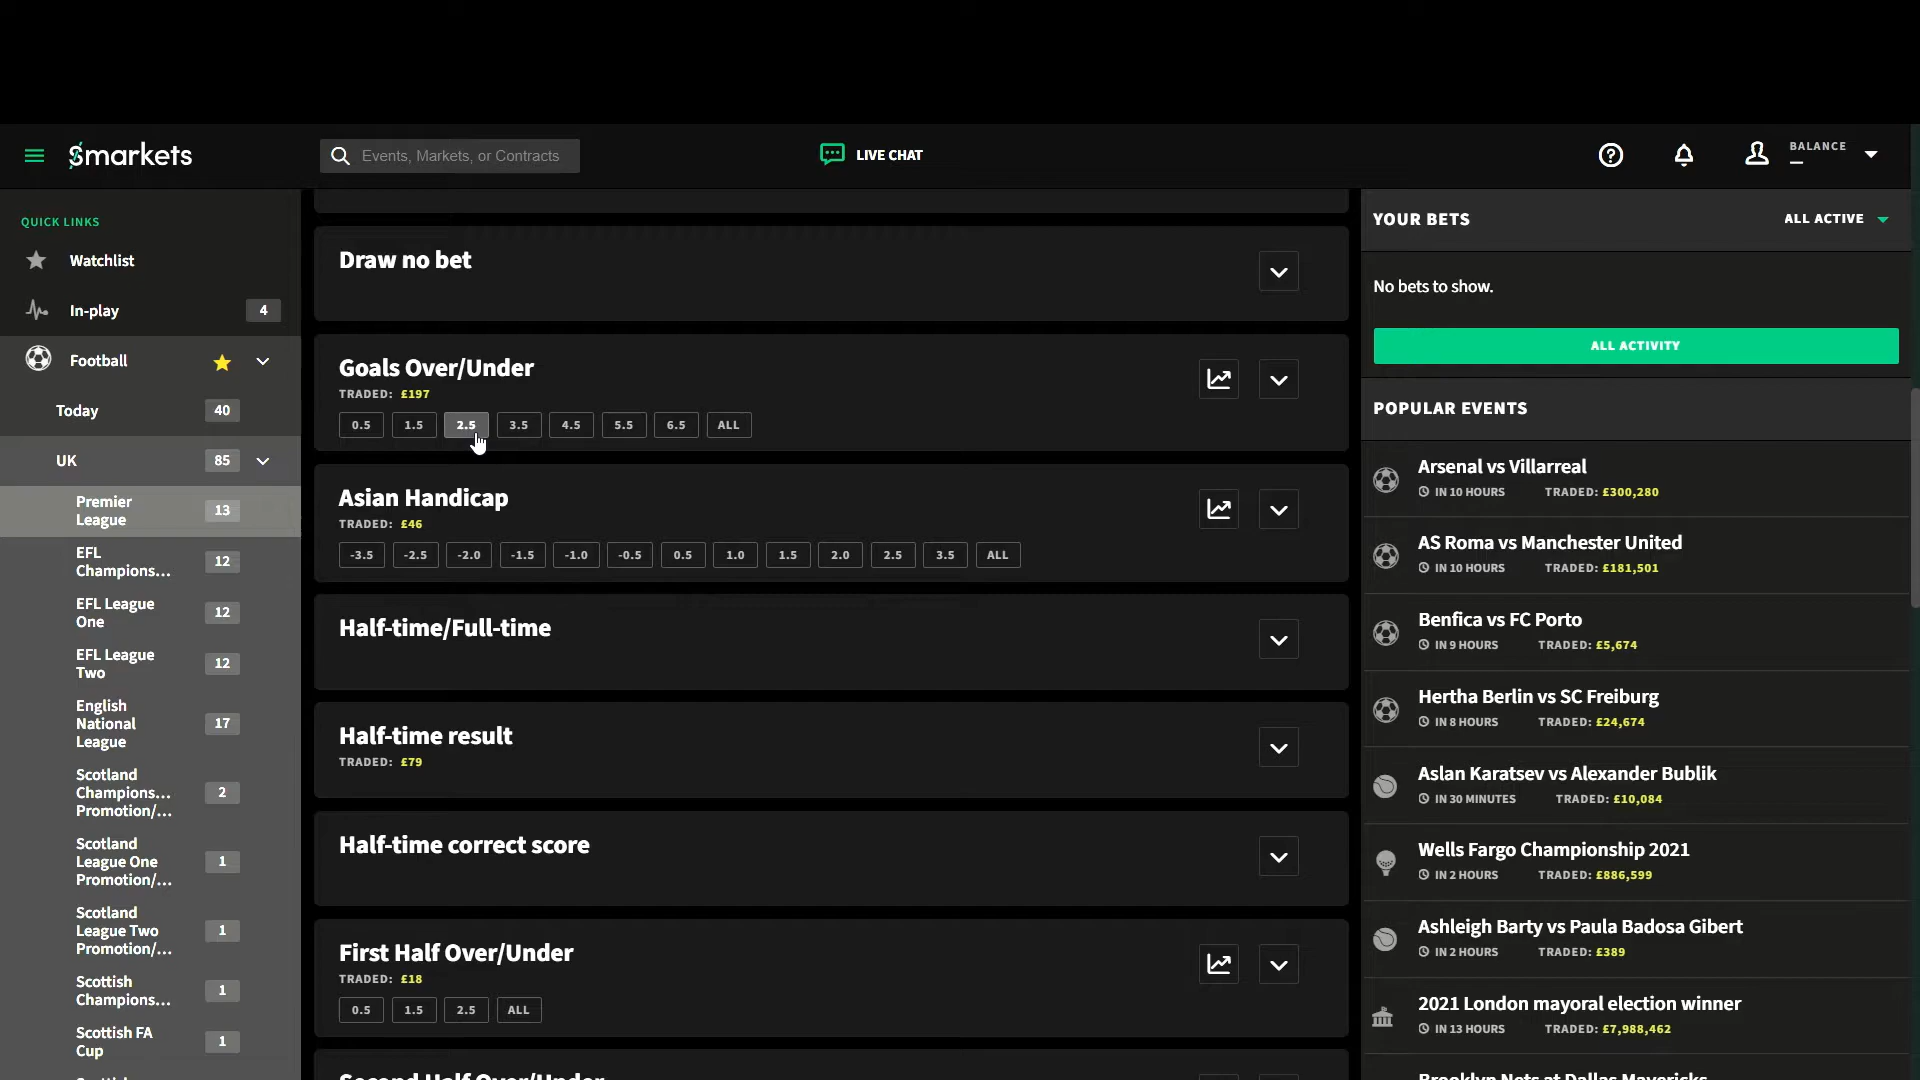 smarkets
Events, Markets, or Contracts
LIVE CHAT
BALANCE
—
QUICK LINKS
Watchlist
In-play 4
Football
Today 40
UK 85
Premier
League
13
EFL
Champions...
12
EFL League
One
12
EFL League
Two
12
English
National
League
17
Scotland
Champions...
Promotion/...
2
Scotland
League One
Promotion/...
1
Scotland
League Two
Promotion/...
1
Scottish
Champions...
1
Scottish FA
Cup
1
Draw no bet
Goals Over/Under
TRADED: £197
0.5 1.5 2.5 3.5 4.5 5.5 6.5 ALL
Asian Handicap
TRADED: £46
-3.5 -2.5 -2.0 -1.5 -1.0 -0.5 0.5 1.0 1.5 2.0 2.5 3.5 ALL
Half-time/Full-time
Half-time result
TRADED: £79
Half-time correct score
First Half Over/Under
TRADED: £18
0.5 1.5 2.5 ALL
Second Half Over/Under
YOUR BETS
ALL ACTIVE
No bets to show.
ALL ACTIVITY
POPULAR EVENTS
Arsenal vs Villarreal
IN 10 HOURS TRADED: £300,280
AS Roma vs Manchester United
IN 10 HOURS TRADED: £181,501
Benfica vs FC Porto
IN 9 HOURS TRADED: £5,674
Hertha Berlin vs SC Freiburg
IN 8 HOURS TRADED: £24,674
Aslan Karatsev vs Alexander Bublik
IN 30 MINUTES TRADED: £10,084
Wells Fargo Championship 2021
IN 2 HOURS TRADED: £886,599
Ashleigh Barty vs Paula Badosa Gibert
IN 2 HOURS TRADED: £389
2021 London mayoral election winner
IN 13 HOURS TRADED: £7,988,462
Brooklyn Nets at Dallas Mavericks